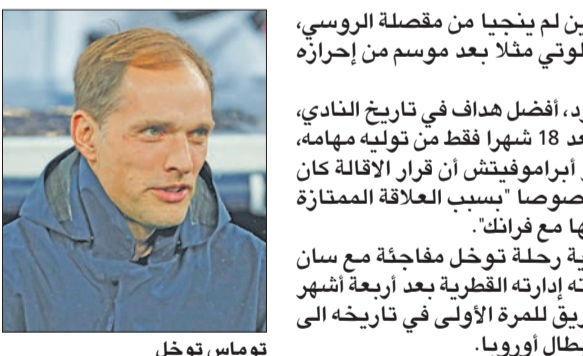 ين لم ينجيا من مقصلة الروسي،
لوتي مثلا بعد موسم من إحرازه
رد، أفضل هداف في تاريخ النادي،
عد 18 شهرا فقط من توليه مهامه،
أبراموفيتش أن قرار الاقالة كان
صوصا "بسبب العلاقة الممتازة
ها مع فرانك".
ية رحلة توخل مفاجئة مع سان
ته إدارته القطرية بعد أربعة أشهر
ريق للمرة الأولى في تاريخه الى
طال أوروبا.
توماس توخل